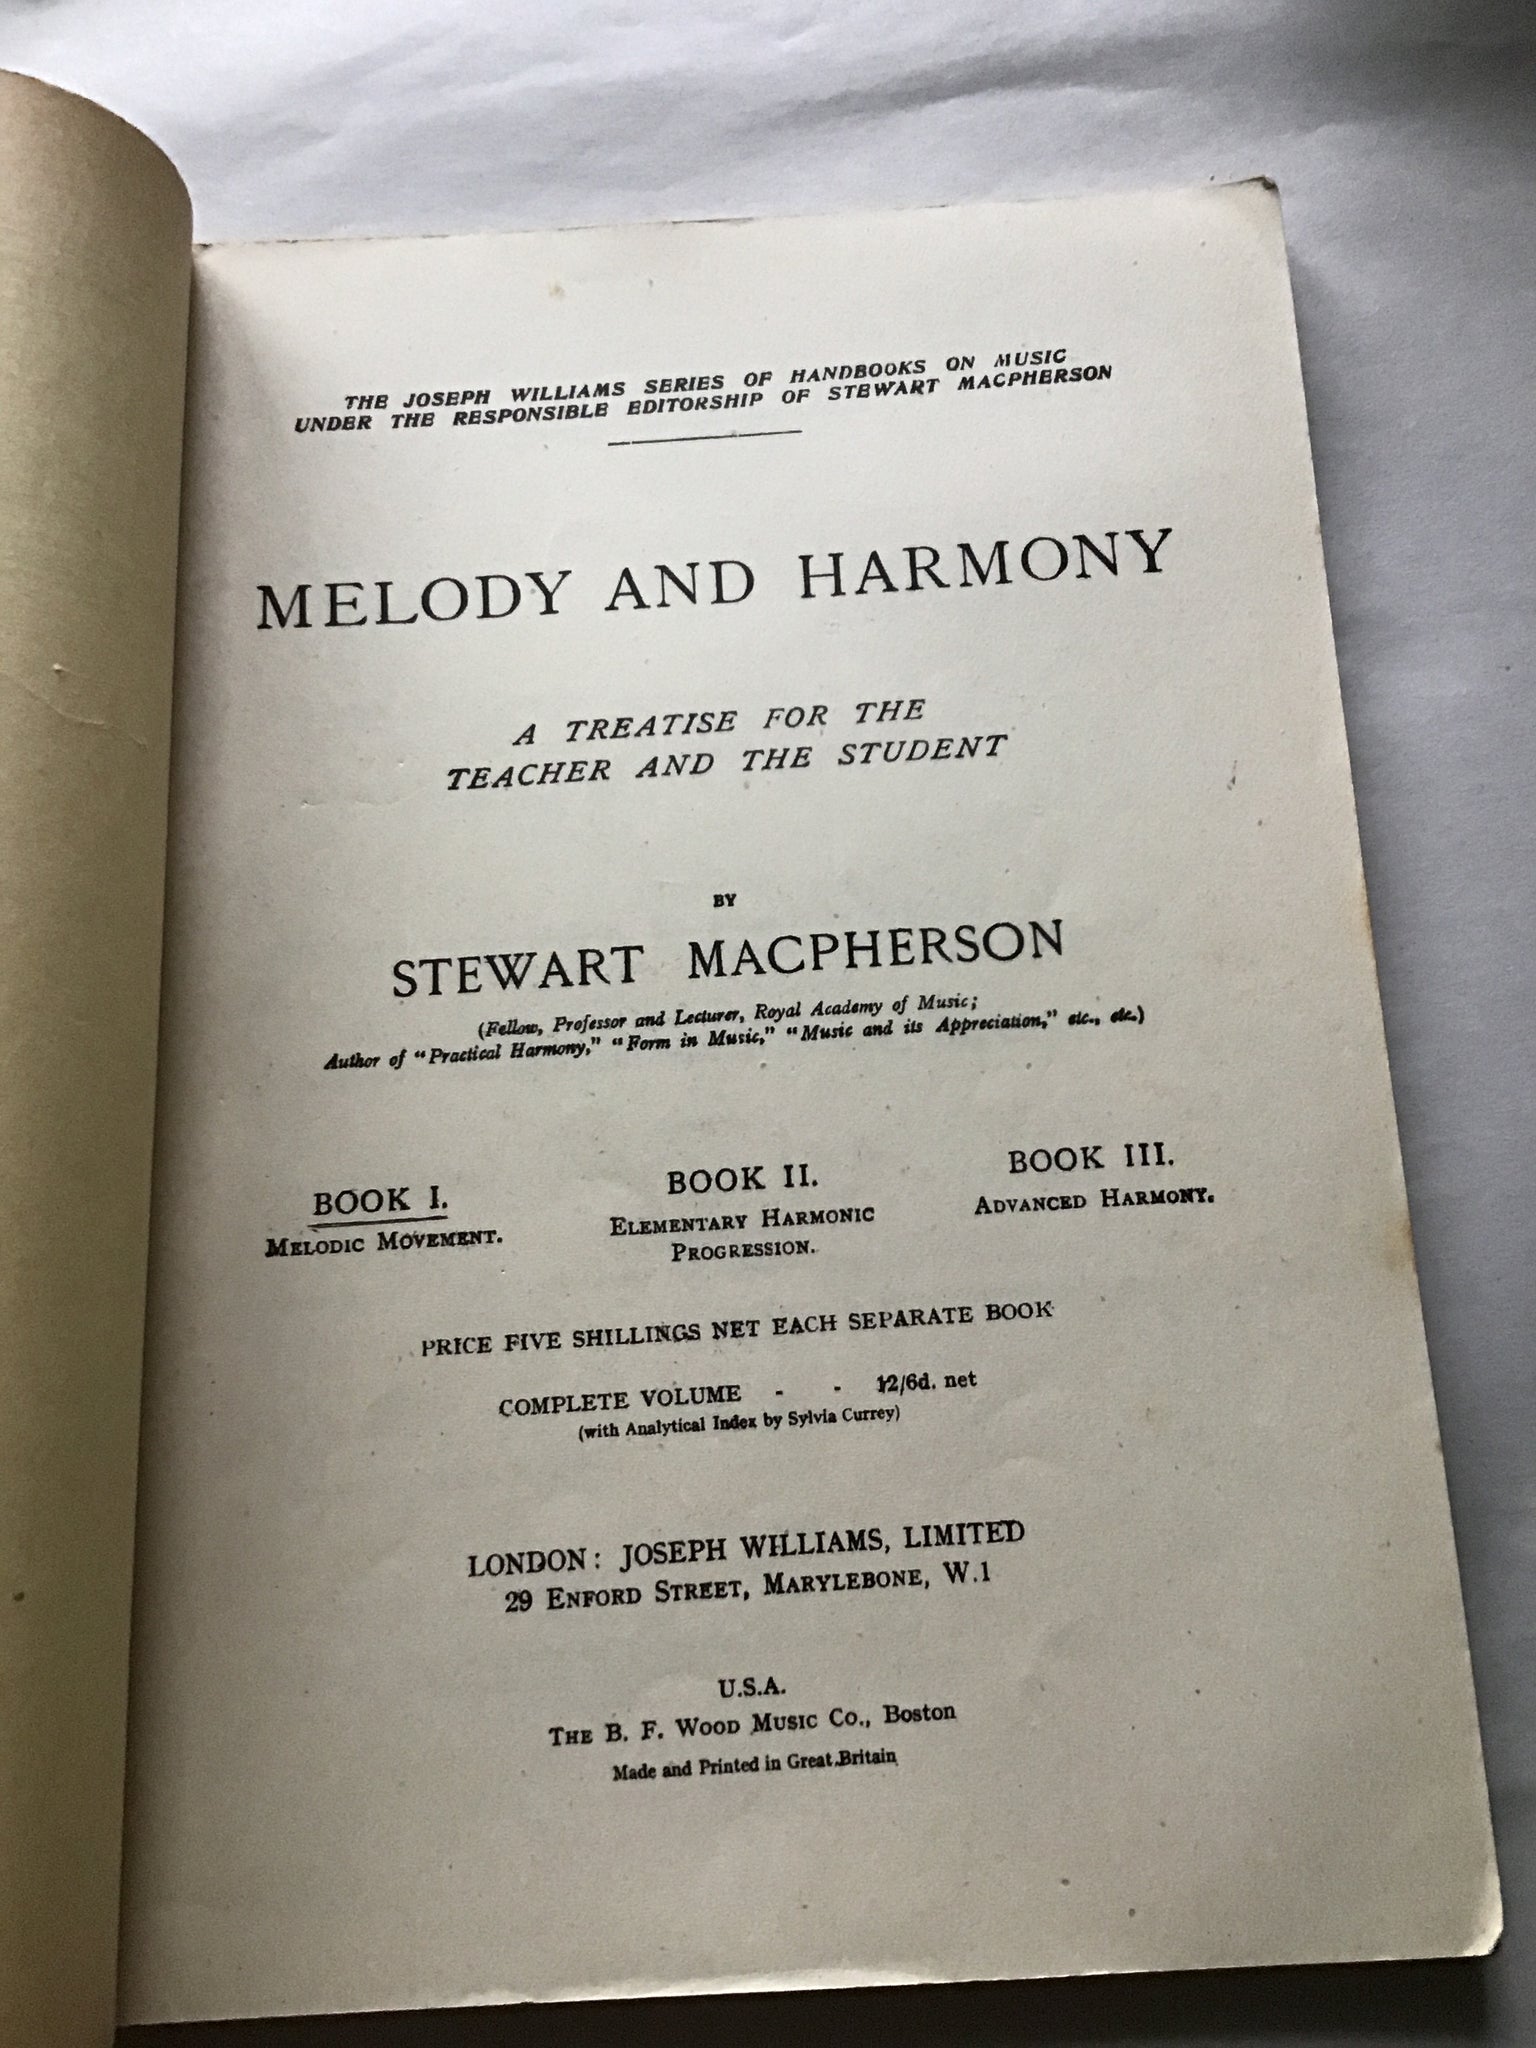 THE JOSEPH WILLIAMS SERIES OF HANDBOOKS ON MUSIC
UNDER THE RESPONSIBLE EDITORSHIP OF STEWART MACPHERSON
MELODY AND HARMONY
A TREATISE FOR THE
TEACHER AND THE STUDENT
BY
STEWART MACPHERSON
(Fellow, Professor and Lecturer, Royal Academy of Music;
Author of "Practical Harmony," "Form in Music," "Music and its Appreciation," etc., etc.)
BOOK I.
MELODIC MOVEMENT.
BOOK II.
ELEMENTARY HARMONIC
PROGRESSION.
BOOK III.
ADVANCED HARMONY.
PRICE FIVE SHILLINGS NET EACH SEPARATE BOOK
COMPLETE VOLUME - - 12/6d. net
(with Analytical Index by Sylvia Currey)
LONDON: JOSEPH WILLIAMS, LIMITED
29 ENFORD STREET, MARYLEBONE, W.1
U.S.A.
THE B. F. WOOD MUSIC CO., Boston
Made and Printed in Great Britain